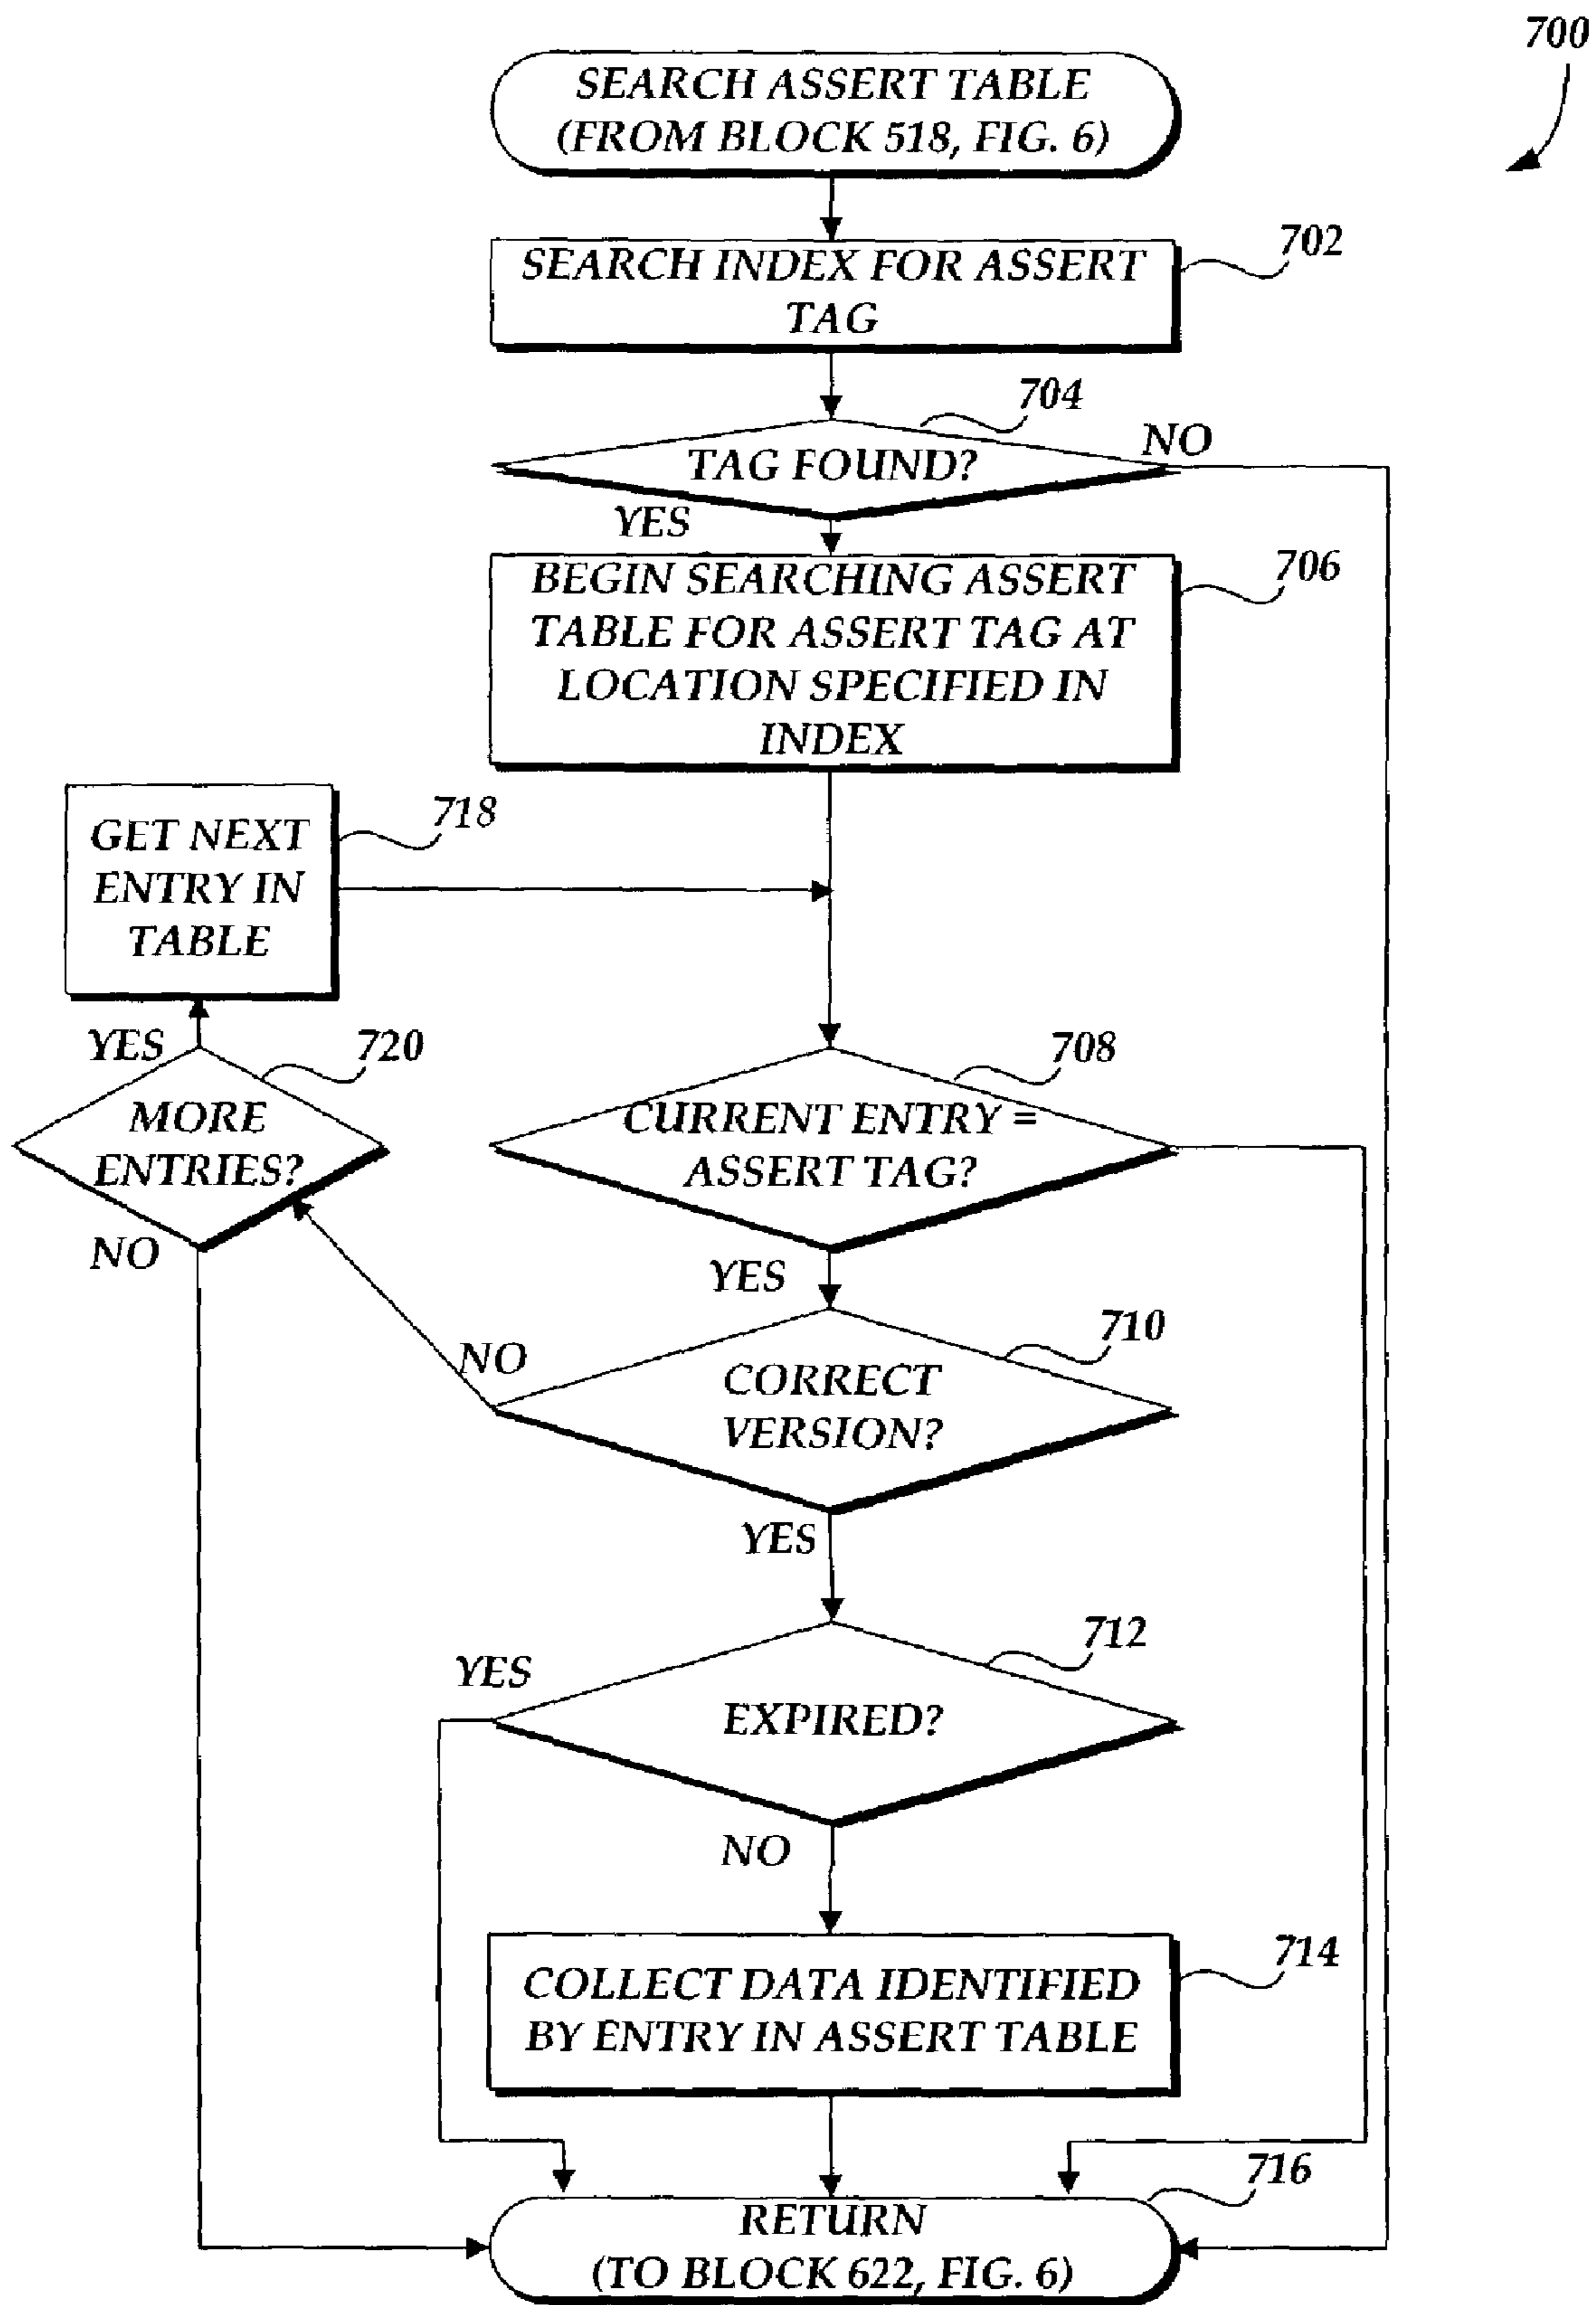 700
SEARCH ASSERT TABLE
(FROM BLOCK 518, FIG. 6)
702
SEARCH INDEX FOR ASSERT
TAG
704
TAG FOUND?
NO
YES
706
BEGIN SEARCHING ASSERT
TABLE FOR ASSERT TAG AT
LOCATION SPECIFIED IN
INDEX
718
GET NEXT
ENTRY IN
TABLE
YES
720
MORE
ENTRIES?
NO
708
CURRENT ENTRY =
ASSERT TAG?
YES
710
NO
CORRECT
VERSION?
YES
712
YES
EXPIRED?
NO
714
COLLECT DATA IDENTIFIED
BY ENTRY IN ASSERT TABLE
716
RETURN
(TO BLOCK 622, FIG. 6)